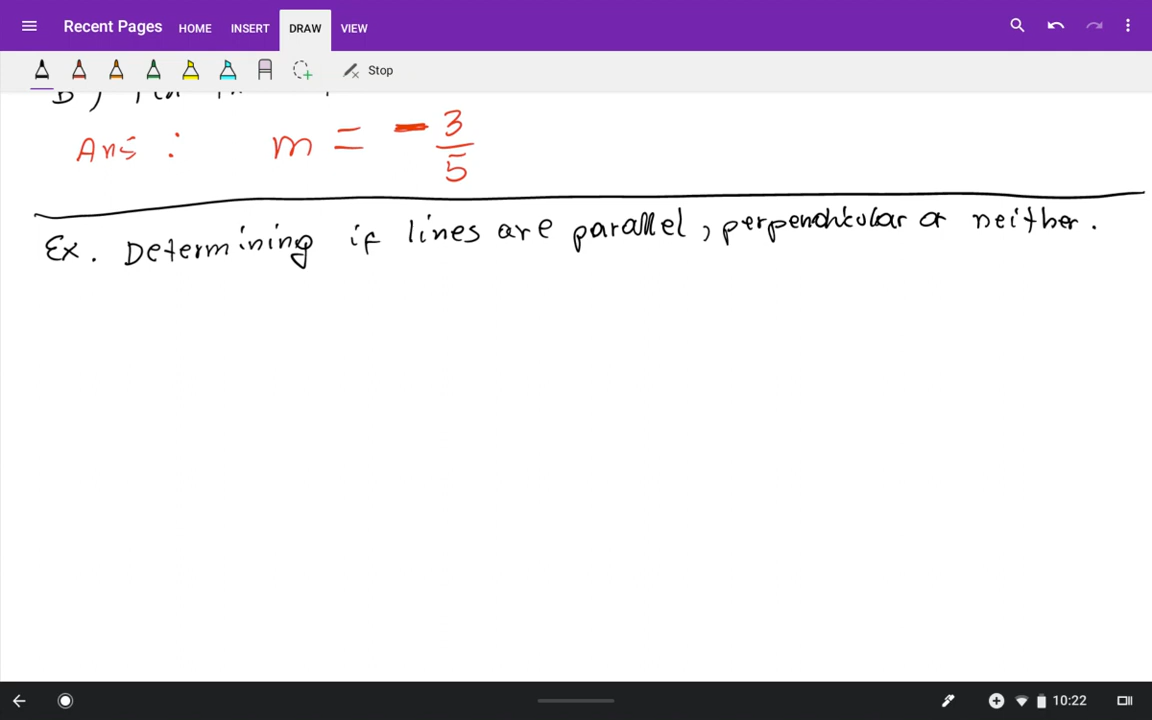 Recent Pages HOME INSERT DRAW VIEW
Stop
B)
Ans : m = - 3/5
Ex. Determining if lines are parallel, perpendicular or neither.
10:22